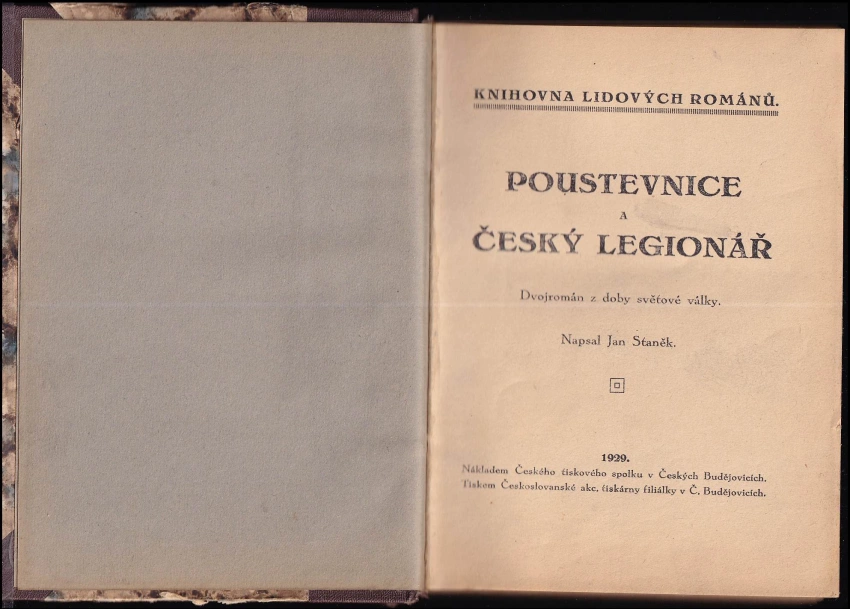 KNIHOVNA LIDOVÝCH ROMÁNŮ.
POUSTEVNICE
A
ČESKÝ LEGIONÁŘ
Dvojromán z doby světové války.
Napsal Jan Staněk.
1929.
Nákladem Českého tiskového spolku v Českých Budějovicích.
Tiskem Československé akc. tiskárny filiálky v Č. Budějovicích.